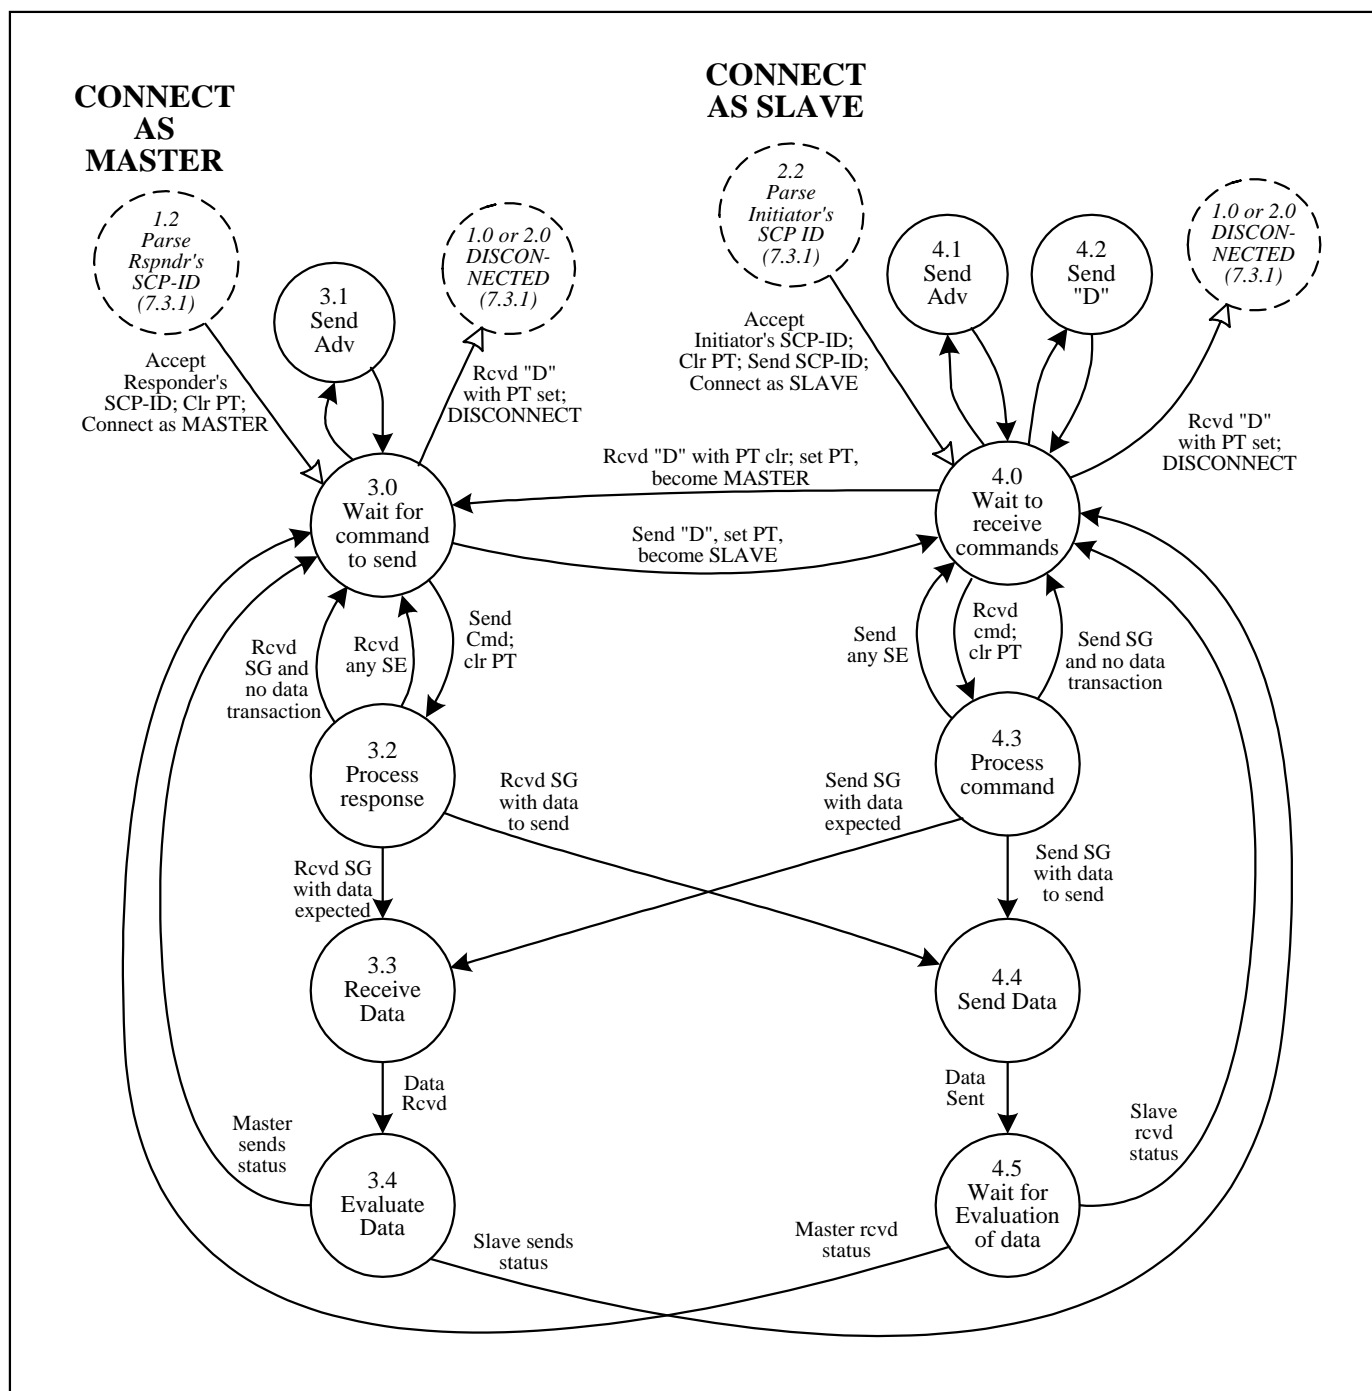 CONNECT
AS
MASTER
CONNECT
AS SLAVE
1.2
Parse
Rspndr's
SCP-ID
(7.3.1)
3.1
Send
Adv
1.0 or 2.0
DISCON-
NECTED
(7.3.1)
2.2
Parse
Initiator's
SCP ID
(7.3.1)
4.1
Send
Adv
4.2
Send
"D"
1.0 or 2.0
DISCON-
NECTED
(7.3.1)
Accept
Responder's
SCP-ID; Clr PT;
Connect as MASTER
Rcvd "D"
with PT set;
DISCONNECT
Accept
Initiator's SCP-ID;
Clr PT; Send SCP-ID;
Connect as SLAVE
Rcvd "D"
with PT set;
DISCONNECT
3.0
Wait for
command
to send
Rcvd "D" with PT clr; set PT,
become MASTER
Send "D", set PT,
become SLAVE
4.0
Wait to
receive
commands
Rcvd
SG and
no data
transaction
Rcvd
any SE
Send
Cmd;
clr PT
Send
any SE
Rcvd
cmd;
clr PT
Send SG
and no data
transaction
3.2
Process
response
4.3
Process
command
Rcvd SG
with data
to send
Send SG
with data
expected
Rcvd SG
with data
expected
Send SG
with data
to send
3.3
Receive
Data
4.4
Send Data
Data
Rcvd
Data
Sent
Master
sends
status
Slave
rcvd
status
3.4
Evaluate
Data
4.5
Wait for
Evaluation
of data
Slave sends
status
Master rcvd
status